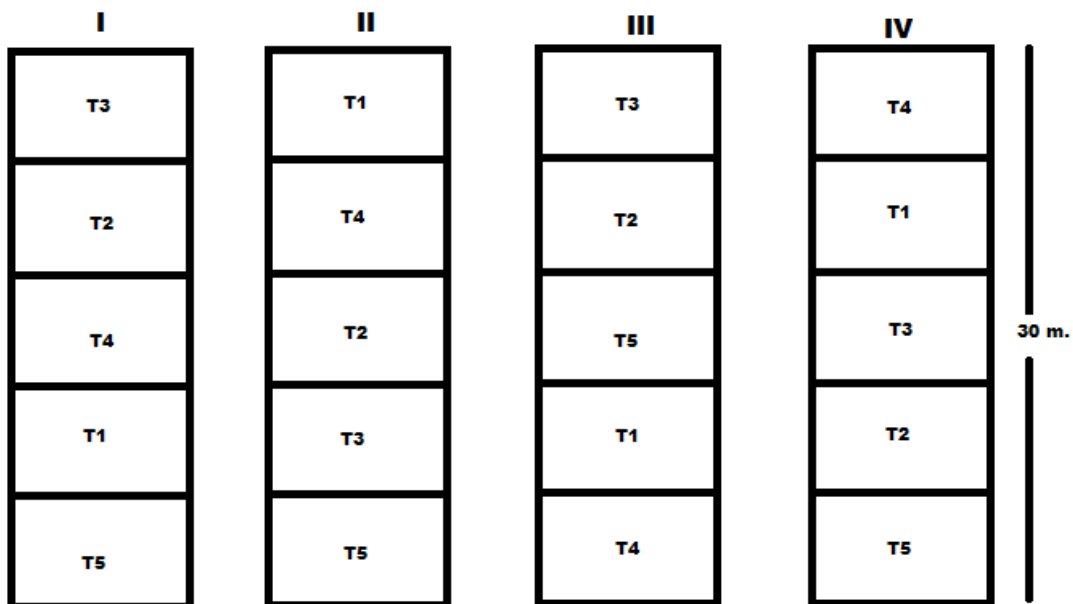 I II III IV
T3 T1 T3 T4
T2 T4 T2 T1
T4 T2 T5 T3
30 m.
T1 T3 T1 T2
T5 T5 T4 T5